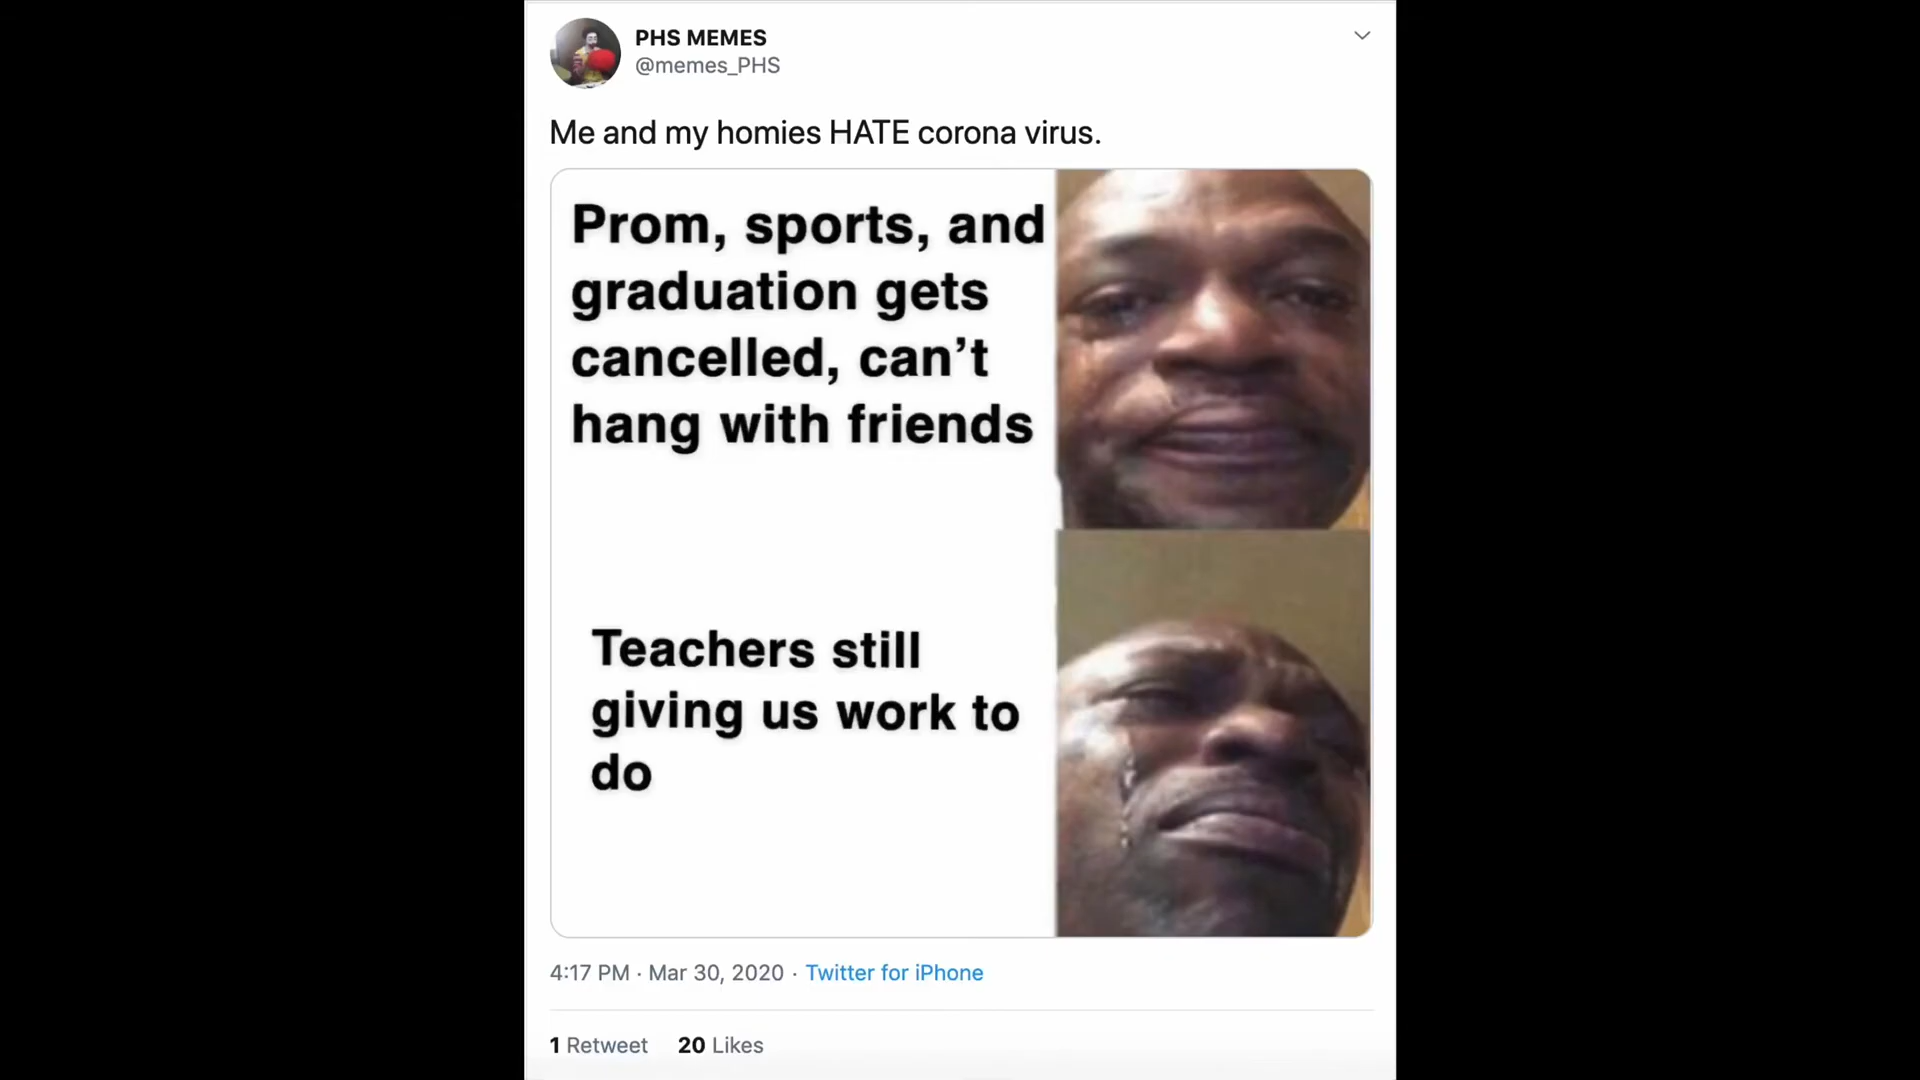 PHS MEMES
@memes_PHS
Me and my homies HATE corona virus.
Prom, sports, and
graduation gets
cancelled, can’t
hang with friends
Teachers still
giving us work to
do
4:17 PM · Mar 30, 2020 · Twitter for iPhone
1 Retweet 20 Likes